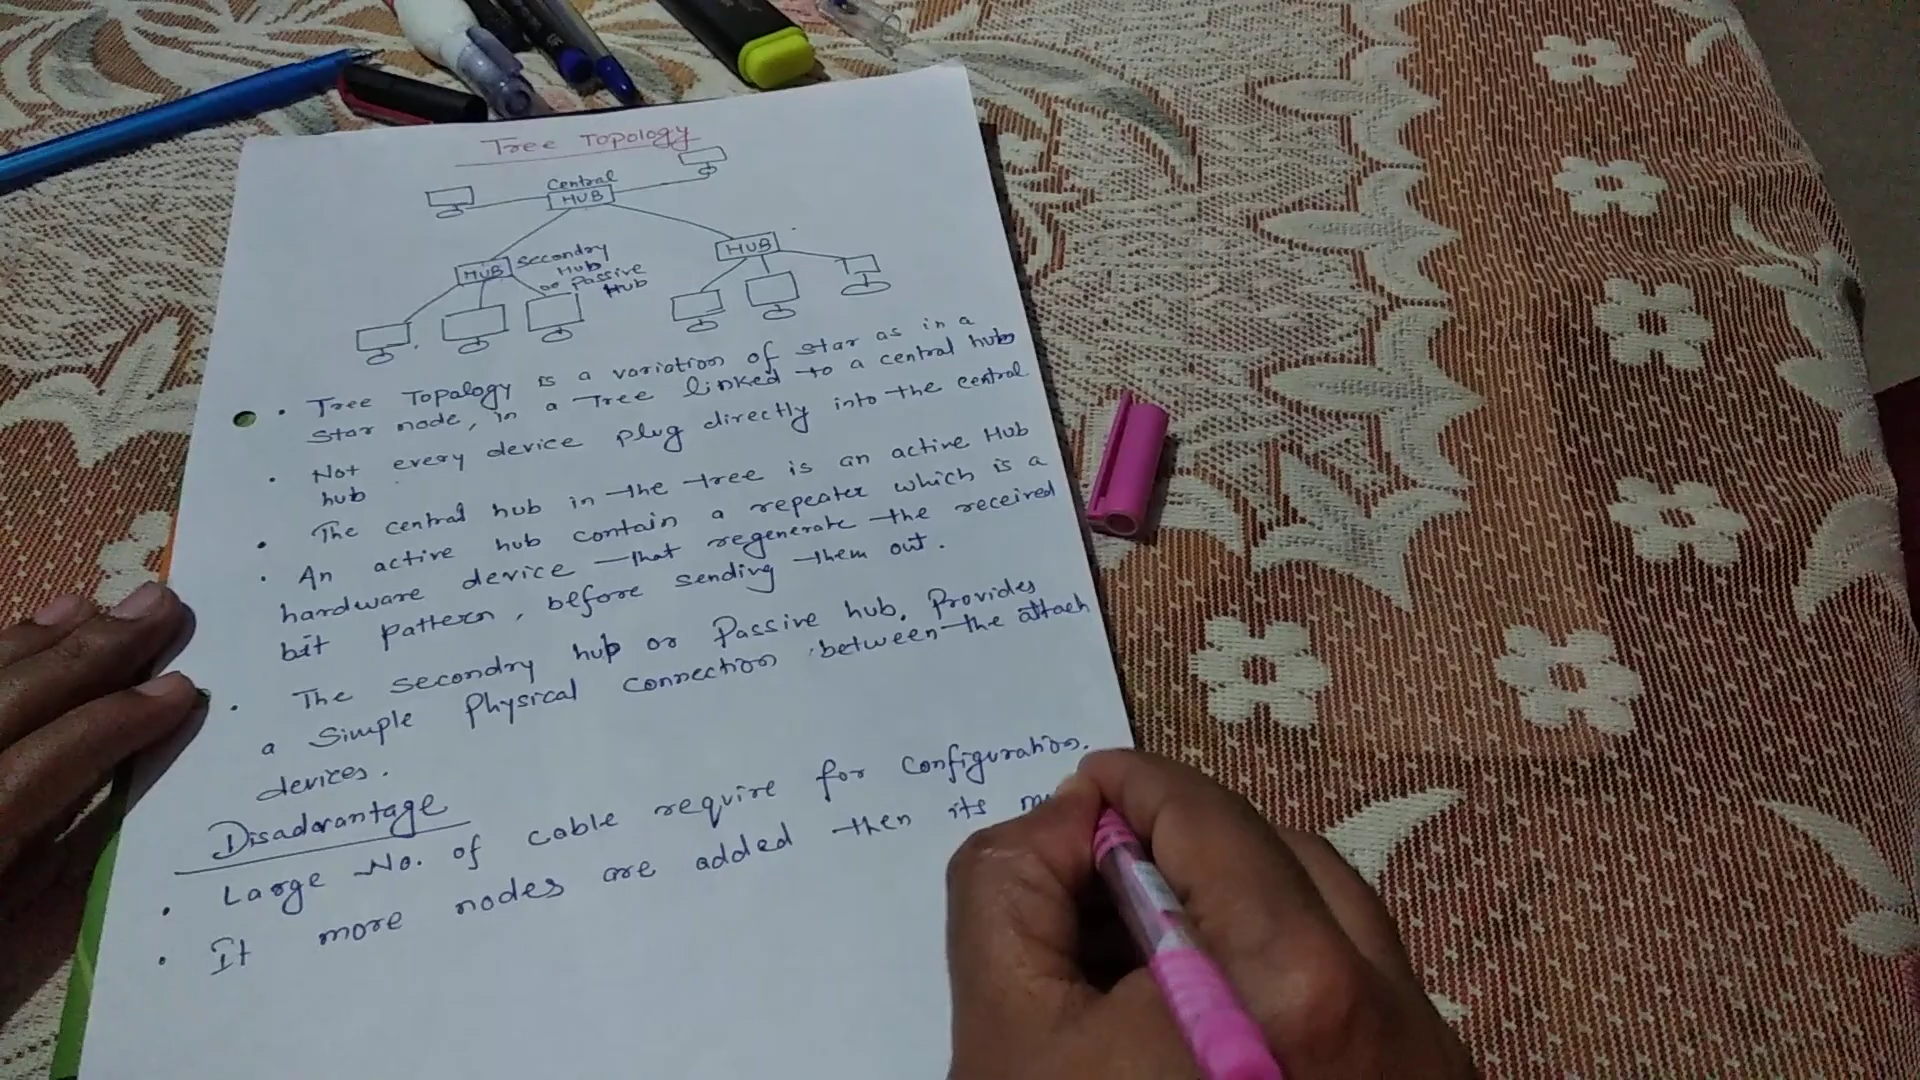 Tree Topology
Central
HUB
HUB
Secondry
Hub
or Passive
Hub
HUB
• Tree Topology is a variation of star as in a
star node, in a Tree linked to a central hub
• Not every device plug directly into the central
hub
• The central hub in the tree is an active Hub
• An active hub contain a repeater which is a
hardware device that regenerate the received
bit pattern, before sending them out.
• The secondry hub or Passive hub, Provides
a simple Physical connection between the attach
devices.
Disadvantage
• Large No. of cable require for configuration.
• It more nodes are added then its